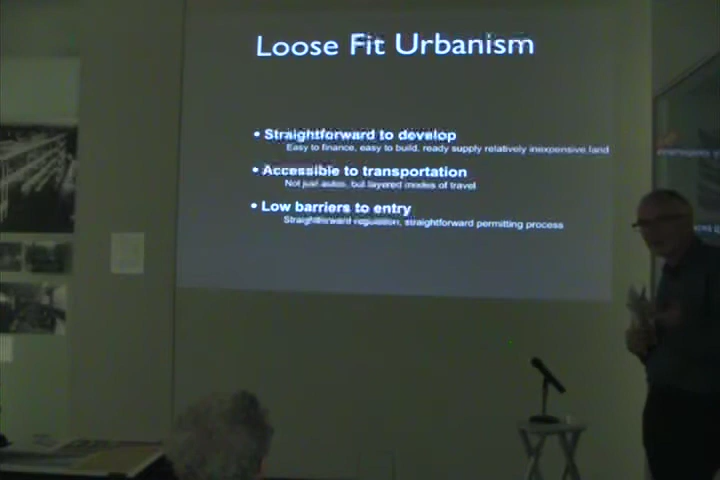 Loose Fit Urbanism
• Straightforward to develop
Easy to finance, easy to build, ready supply relatively inexpensive land
• Accessible to transportation
Not just autos, but layered modes of travel
• Low barriers to entry
Straightforward regulation, straightforward permitting process